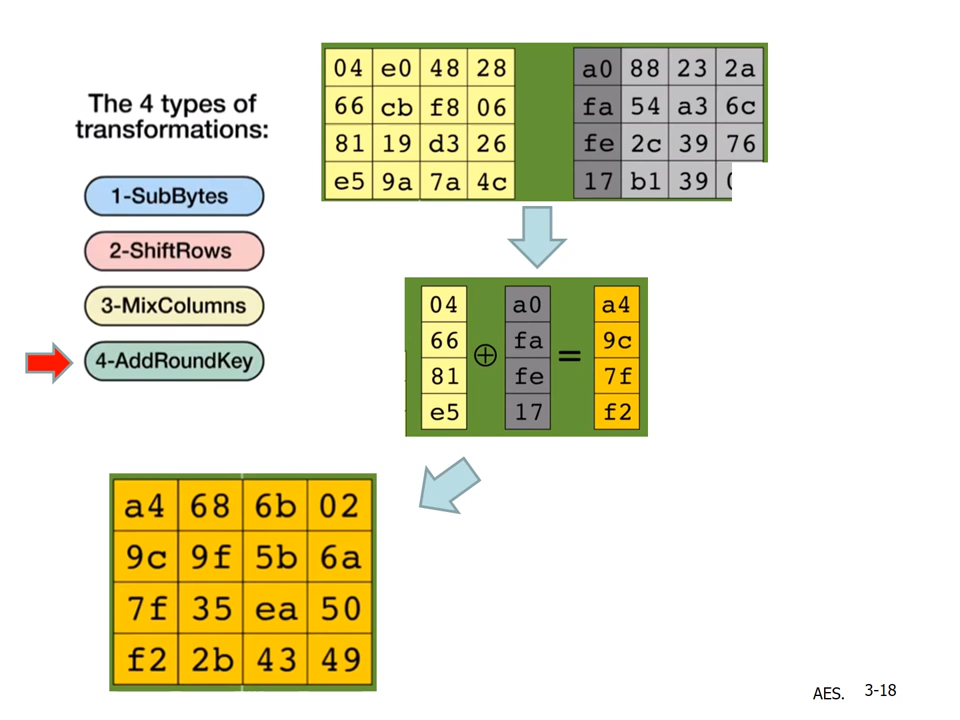 The 4 types of
transformations:
1-SubBytes
2-ShiftRows
3-MixColumns
4-AddRoundKey
04 e0 48 28
66 cb f8 06
81 19 d3 26
e5 9a 7a 4c
a0 88 23 2a
fa 54 a3 6c
fe 2c 39 76
17 b1 39
04 a0 a4
66 fa 9c
⊕ =
81 fe 7f
e5 17 f2
a4 68 6b 02
9c 9f 5b 6a
7f 35 ea 50
f2 2b 43 49
AES. 3-18